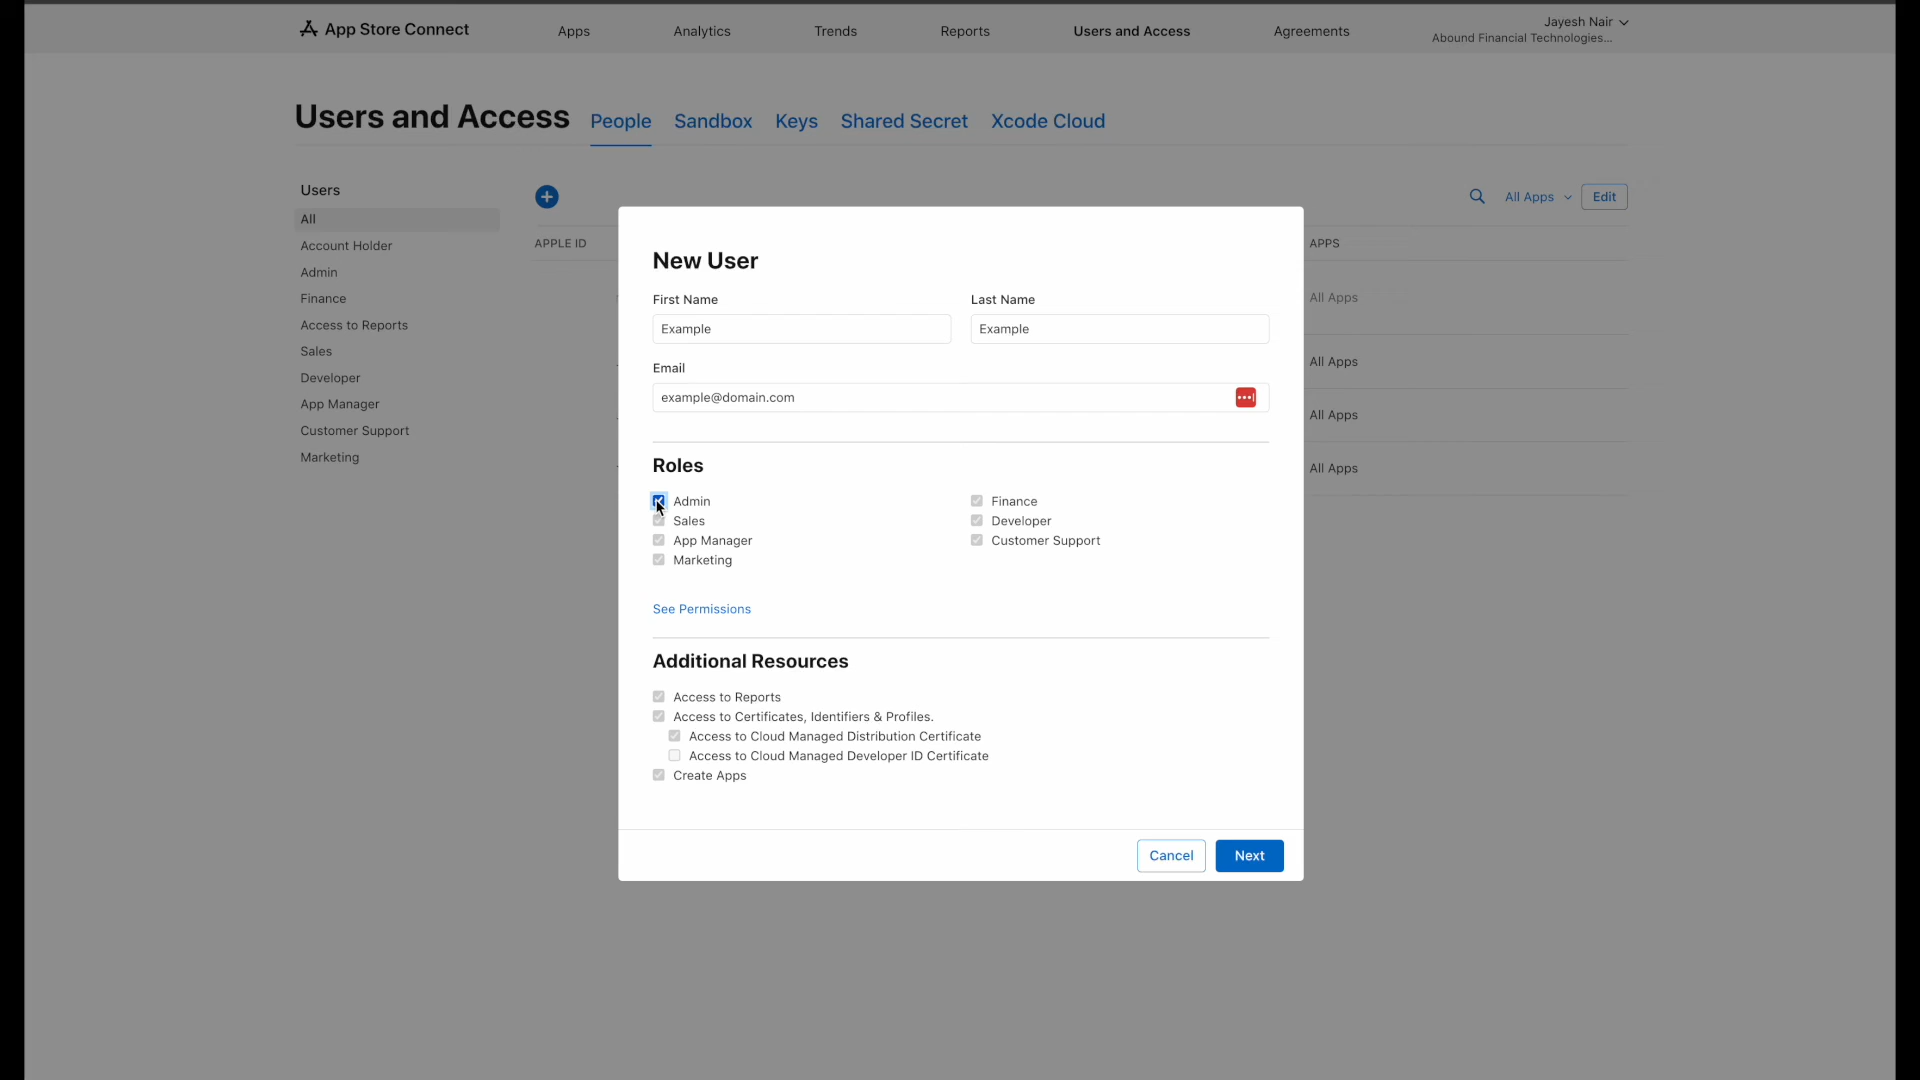 App Store Connect
Apps
Analytics
Trends
Reports
Users and Access
Agreements
Jayesh Nair
Abound Financial Technologies...
Users and Access
People
Sandbox
Keys
Shared Secret
Xcode Cloud
Users
All
Account Holder
Admin
Finance
Access to Reports
Sales
Developer
App Manager
Customer Support
Marketing
All Apps
Edit
APPLE ID
APPS
All Apps
All Apps
All Apps
All Apps
New User
First Name
Last Name
Example
Example
Email
example@domain.com
Roles
Admin
Finance
Sales
Developer
App Manager
Customer Support
Marketing
See Permissions
Additional Resources
Access to Reports
Access to Certificates, Identifiers & Profiles.
Access to Cloud Managed Distribution Certificate
Access to Cloud Managed Developer ID Certificate
Create Apps
Cancel
Next